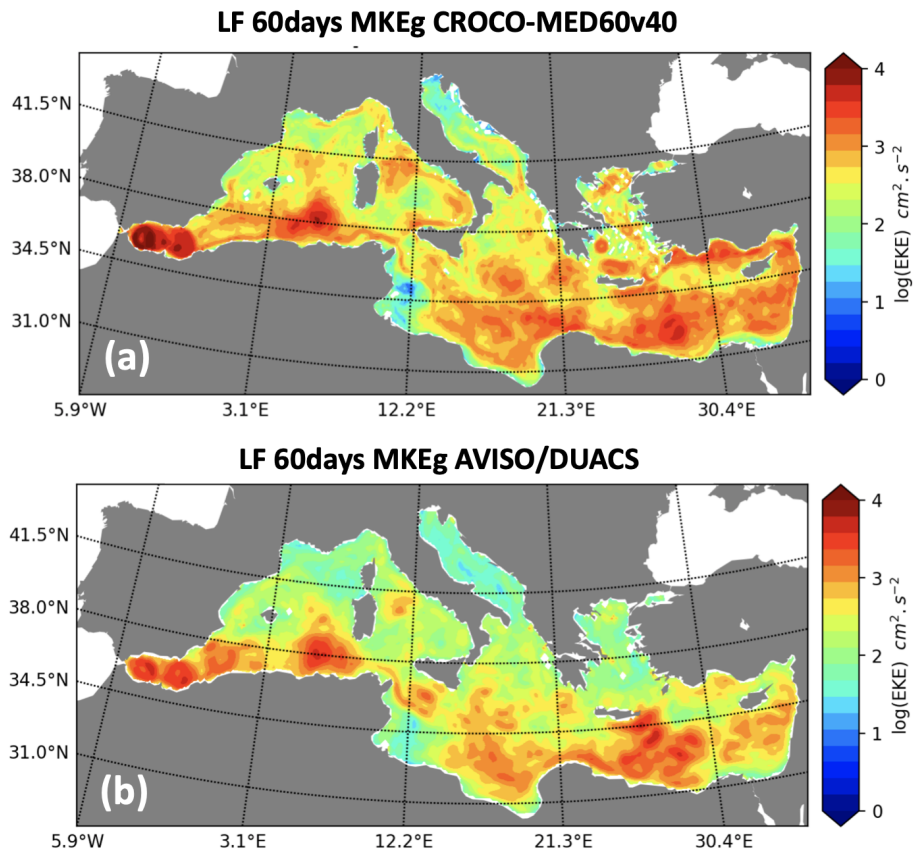 LF 60days MKEg CROCO-MED60v40
41.5°N
38.0°N
34.5°N
31.0°N
(a)
5.9°W 3.1°E 12.2°E 21.3°E 30.4°E
4
3
2
1
0
log(EKE) cm².s⁻²
LF 60days MKEg AVISO/DUACS
41.5°N
38.0°N
34.5°N
31.0°N
(b)
5.9°W 3.1°E 12.2°E 21.3°E 30.4°E
4
3
2
1
0
log(EKE) cm².s⁻²